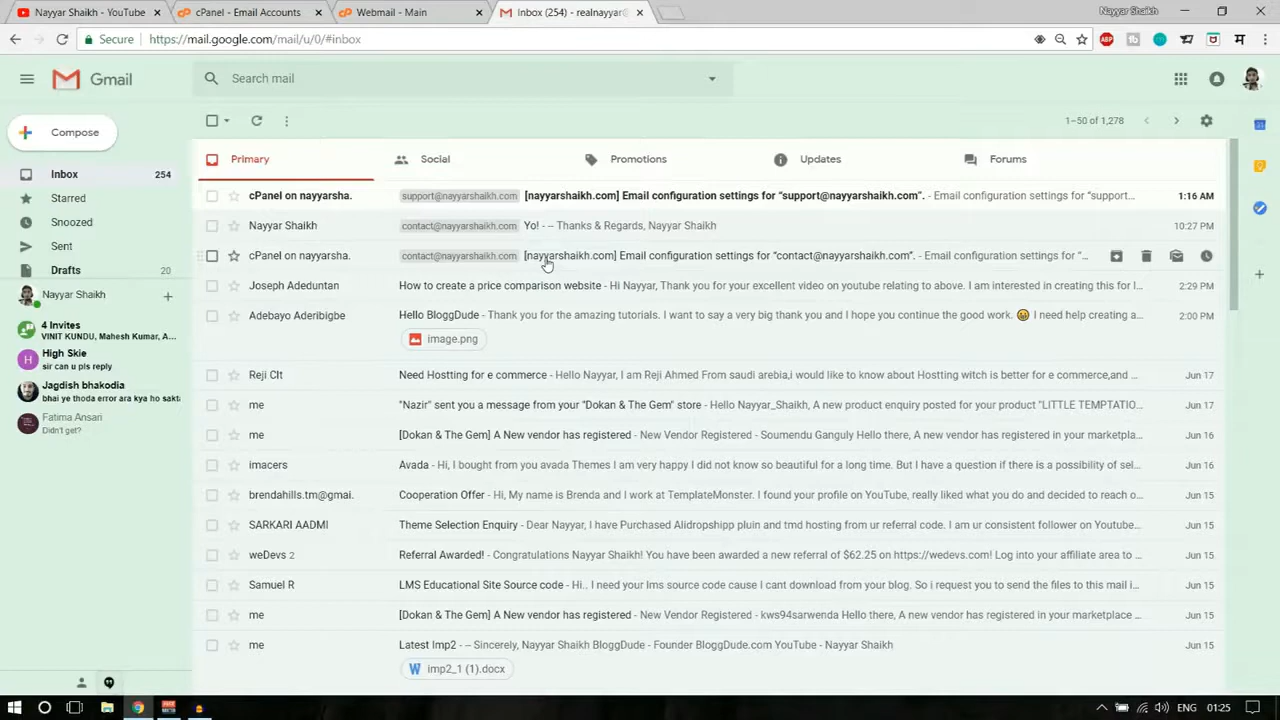 Nayyar Shaikh - YouTube
cPanel - Email Accounts
Webmail - Main
Inbox (254) - realnayyar@
Nayyar Shaikh
Secure
https://mail.google.com/mail/u/0/#inbox
Gmail
Search mail
Compose
1–50 of 1,278
Inbox 254
Starred
Snoozed
Sent
Drafts 20
Nayyar Shaikh
4 Invites
VINIT KUNDU, Mahesh Kumar, A...
High Skie
sir can u pls reply
Jagdish bhakodia
bhai ye thoda error ara kya ho sakta
Fatima Ansari
Didn't get?
Primary Social Promotions Updates Forums
cPanel on nayyarsha. support@nayyarshaikh.com [nayyarshaikh.com] Email configuration settings for “support@nayyarshaikh.com”. - Email configuration settings for “support... 1:16 AM
Nayyar Shaikh contact@nayyarshaikh.com Yo! - -- Thanks & Regards, Nayyar Shaikh 10:27 PM
cPanel on nayyarsha. contact@nayyarshaikh.com [nayyarshaikh.com] Email configuration settings for “contact@nayyarshaikh.com”. - Email configuration settings for “...
Joseph Adeduntan How to create a price comparison website - Hi Nayyar, Thank you for your excellent video on youtube relating to above. I am interested in creating this for I... 2:29 PM
Adebayo Aderibigbe Hello BloggDude - Thank you for the amazing tutorials. I want to say a very big thank you and I hope you continue the good work. 😀 I need help creating a... 2:00 PM
image.png
Reji Clt Need Hostting for e commerce - Hello Nayyar, I am Reji Ahmed From saudi arebia,i would like to know about Hostting witch is better for e commerce,and ... Jun 17
me "Nazir" sent you a message from your "Dokan & The Gem" store - Hello Nayyar_Shaikh, A new product enquiry posted for your product "LITTLE TEMPTATIO... Jun 17
me [Dokan & The Gem] A New vendor has registered - New Vendor Registered - Soumendu Ganguly Hello there, A new vendor has registered in your marketpla... Jun 16
imacers Avada - Hi, I bought from you avada Themes I am very happy I did not know so beautiful for a long time. But I have a question if there is a possibility of sel... Jun 16
brendahills.tm@gmai. Cooperation Offer - Hi, My name is Brenda and I work at TemplateMonster. I found your profile on YouTube, really liked what you do and decided to reach o... Jun 15
SARKARI AADMI Theme Selection Enquiry - Dear Nayyar, I have Purchased Alidropshipp pluin and tmd hosting from ur referral code. I am ur consistent follower on Youtube... Jun 15
weDevs 2 Referral Awarded! - Congratulations Nayyar Shaikh! You have been awarded a new referral of $62.25 on https://wedevs.com! Log into your affiliate area to ... Jun 15
Samuel R LMS Educational Site Source code - Hi.. I need your lms source code cause I cant download from your blog. So i request you to send the files to this mail i... Jun 15
me [Dokan & The Gem] A New vendor has registered - New Vendor Registered - kws94sarwenda Hello there, A new vendor has registered in your marketplace ... Jun 15
me Latest Imp2 - -- Sincerely, Nayyar Shaikh BloggDude - Founder BloggDude.com YouTube - Nayyar Shaikh Jun 15
imp2_1 (1).docx
ENG 01:25